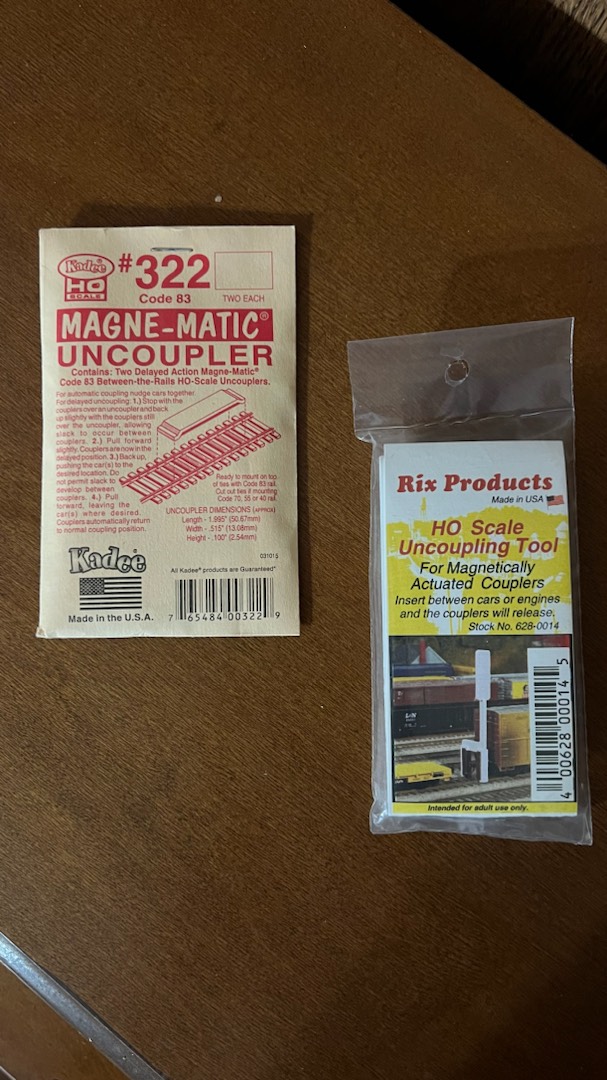 Kadee®
HO
SCALE
#322
Code 83
TWO EACH
MAGNE-MATIC®
UNCOUPLER
Contains: Two Delayed Action Magne-Matic®
Code 83 Between-the-Rails HO-Scale Uncouplers.
For automatic coupling nudge cars together.
For delayed uncoupling: 1.) Stop with the
couplers over an uncoupler and back
up slightly with the couplers still
over the uncoupler, allowing
slack to occur between
couplers. 2.) Pull forward
slightly. Couplers are now in the
delayed position. 3.) Back up,
pushing the car(s) to the
desired location. Do
not permit slack to
develop between
couplers. 4.) Pull
forward, leaving the
car(s) where desired.
Couplers automatically return
to normal coupling position.
Ready to mount on top
of ties with Code 83 rail.
Cut out ties if mounting
Code 70, 55 or 40 rail.
UNCOUPLER DIMENSIONS (APPROX)
Length - 1.995" (50.67mm)
Width - .515" (13.08mm)
Height - .100" (2.54mm)
031015
Kadee®
All Kadee® products are Guaranteed*
Made in the U.S.A.
7 65484 00322 9
Rix Products
Made in USA
HO Scale
Uncoupling Tool
For Magnetically
Actuated Couplers
Insert between cars or engines
and the couplers will release.
Stock No. 628-0014
L&N
4 00628 00014 5
Intended for adult use only.